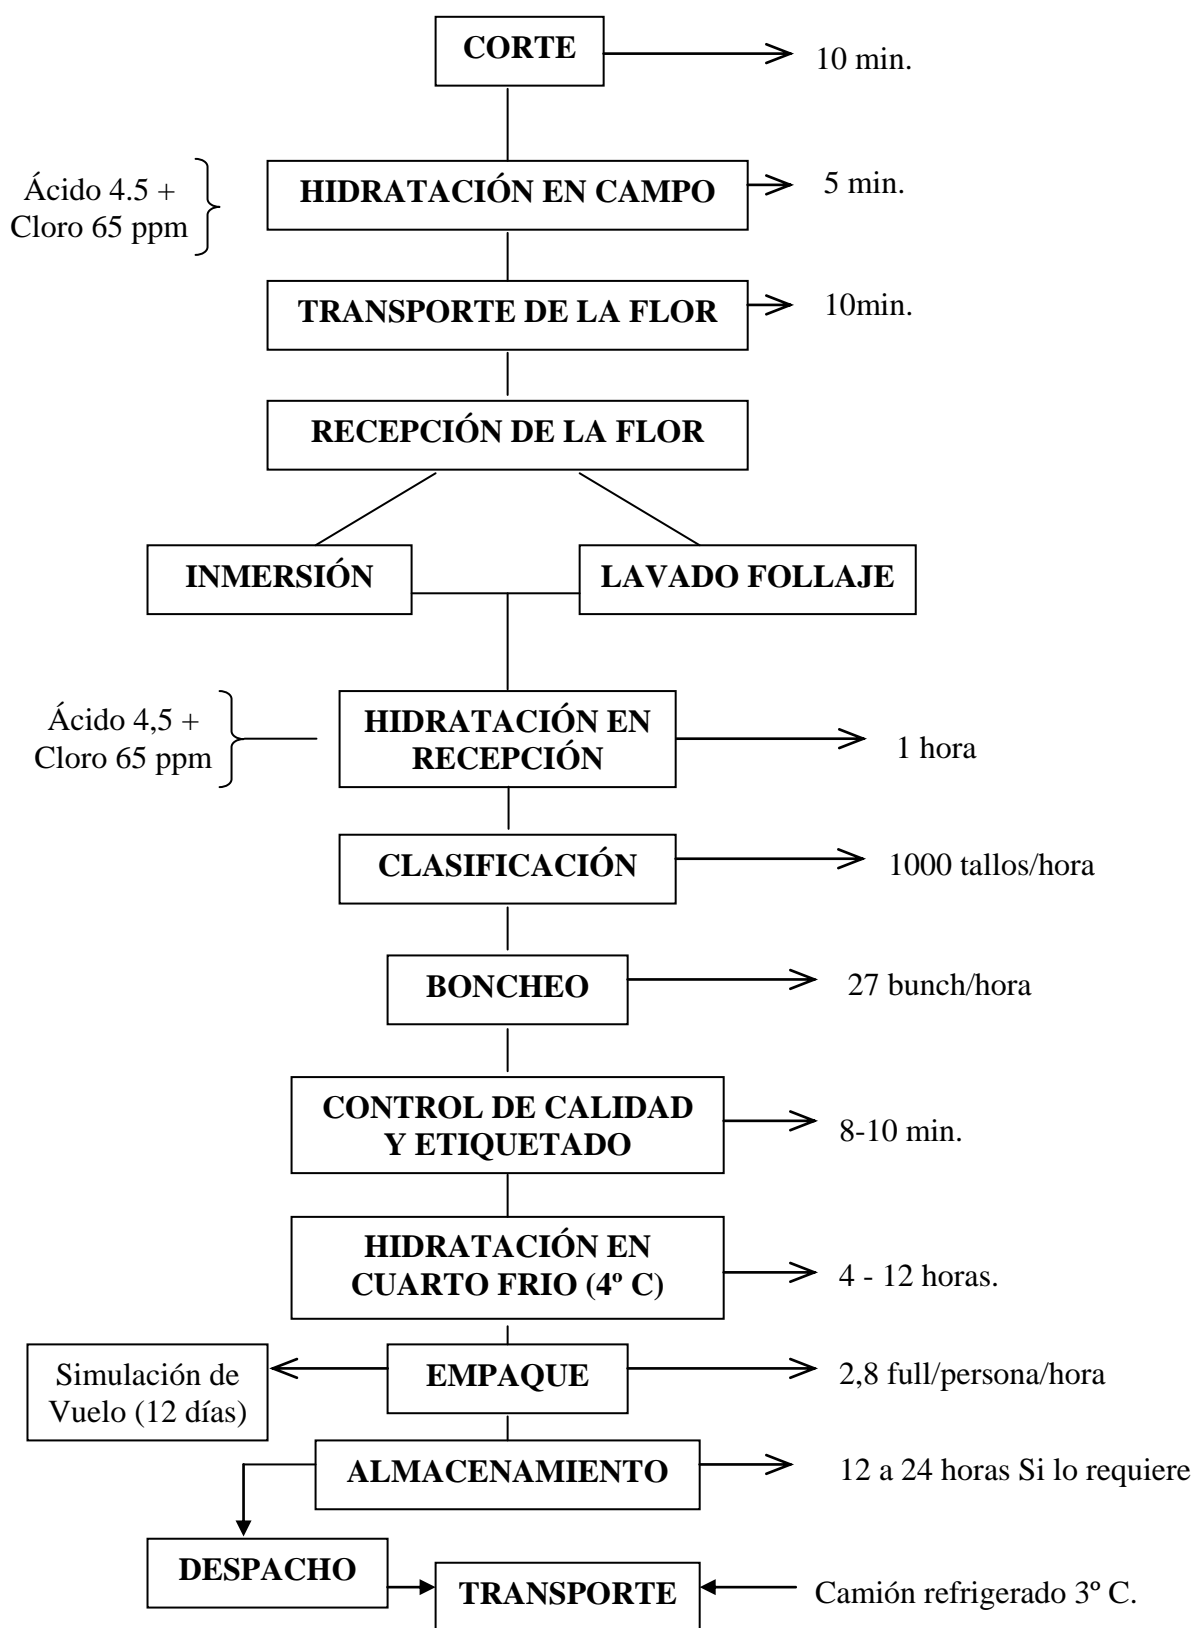 CORTE
10 min.
Ácido 4.5 +
Cloro 65 ppm
HIDRATACIÓN EN CAMPO
5 min.
TRANSPORTE DE LA FLOR
10min.
RECEPCIÓN DE LA FLOR
INMERSIÓN
LAVADO FOLLAJE
Ácido 4,5 +
Cloro 65 ppm
HIDRATACIÓN EN
RECEPCIÓN
1 hora
CLASIFICACIÓN
1000 tallos/hora
BONCHEO
27 bunch/hora
CONTROL DE CALIDAD
Y ETIQUETADO
8-10 min.
HIDRATACIÓN EN
CUARTO FRIO (4º C)
4 - 12 horas.
Simulación de
Vuelo (12 días)
EMPAQUE
2,8 full/persona/hora
ALMACENAMIENTO
12 a 24 horas Si lo requiere
DESPACHO
TRANSPORTE
Camión refrigerado 3º C.